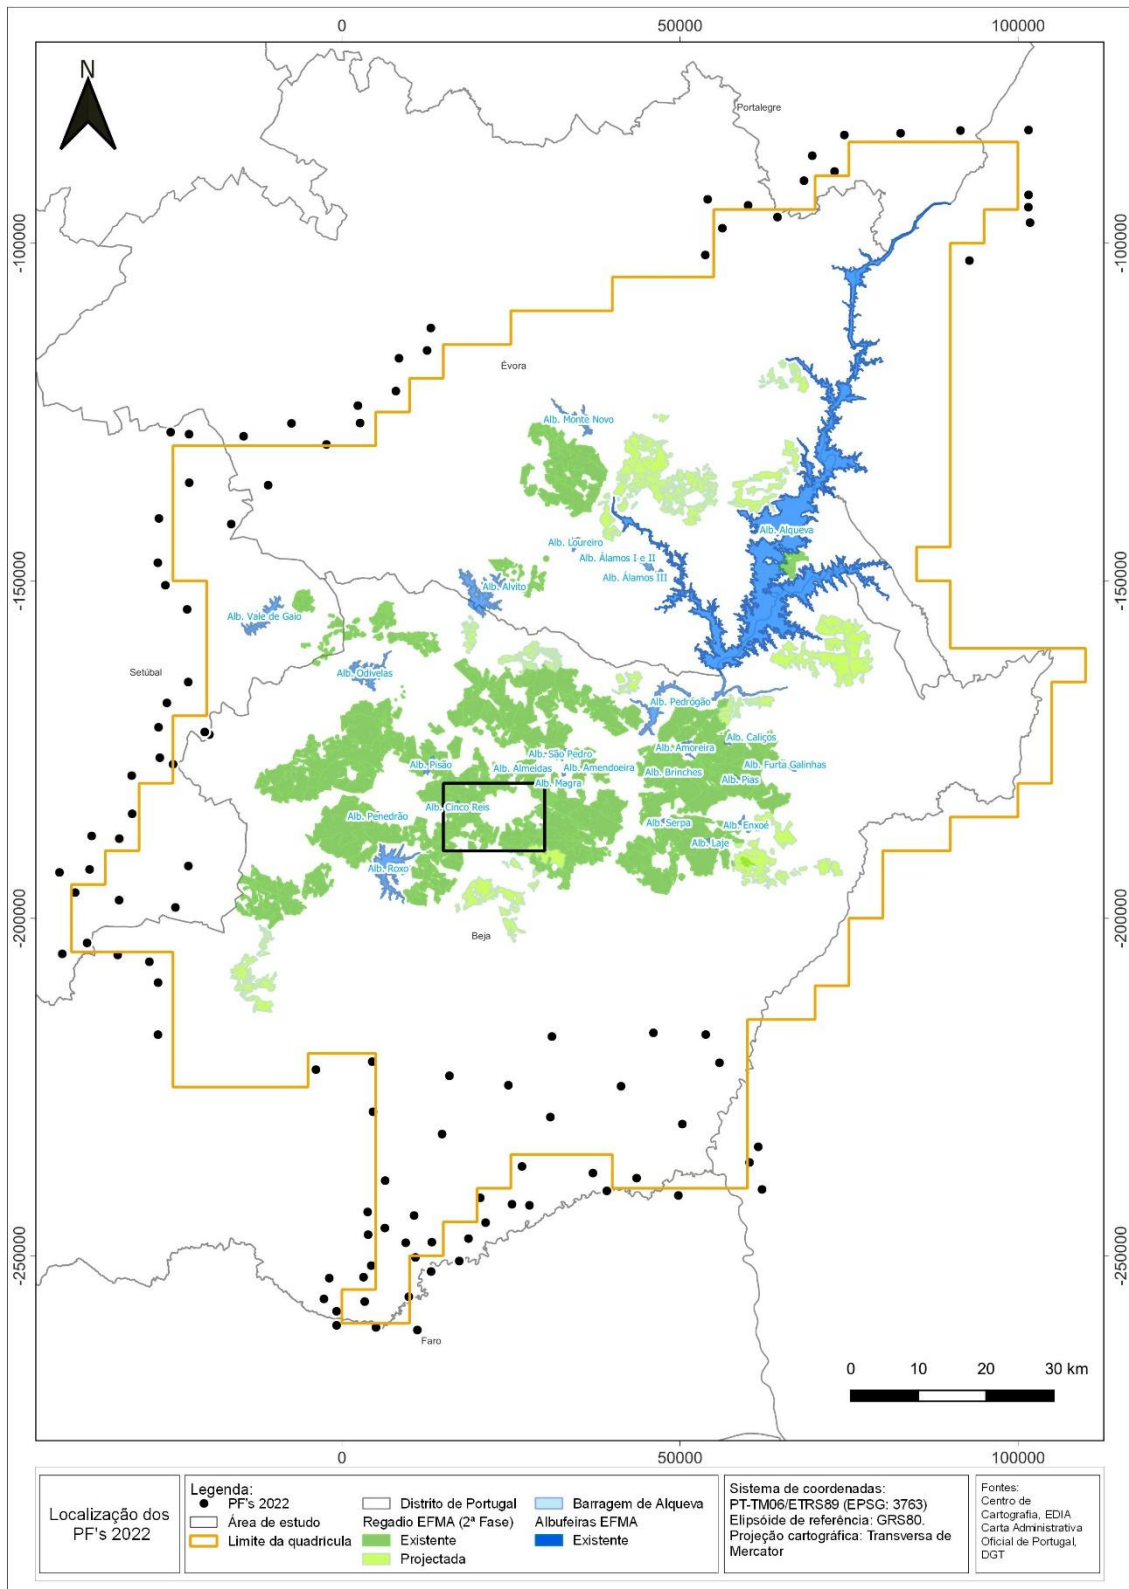 0 50000 100000
N
Portalegre
-100000
-100000
Évora
Alb. Monte Novo
Alb. Alqueva
Alb. Loureiro
Alb. Álamos I e II
Alb. Álamos III
-150000
-150000
Alb. Alvito
Alb. Vale de Gaio
Setúbal
Alb. Odivelas
Alb. Pedrógão
Alb. Caliços
Alb. Amoreira
Alb. São Pedro
Alb. Pisão
Alb. Almeidas
Alb. Amendoeira
Alb. Furta Galinhas
Alb. Brinches
Alb. Pias
Alb. Magra
Alb. Cinco Reis
Alb. Penedrão
Alb. Serpa
Alb. Enxoé
Alb. Laje
Alb. Roxo
-200000
-200000
Beja
-250000
-250000
Faro
0 10 20 30 km
0 50000 100000
Localização dos
PF's 2022
Legenda:
PF's 2022
Área de estudo
Limite da quadrícula
Distrito de Portugal
Regadio EFMA (2ª Fase)
Existente
Projectada
Barragem de Alqueva
Albufeiras EFMA
Existente
Sistema de coordenadas:
PT-TM06/ETRS89 (EPSG: 3763)
Elipsóide de referência: GRS80.
Projeção cartográfica: Transversa de
Mercator
Fontes:
Centro de
Cartografia, EDIA
Carta Administrativa
Oficial de Portugal,
DGT